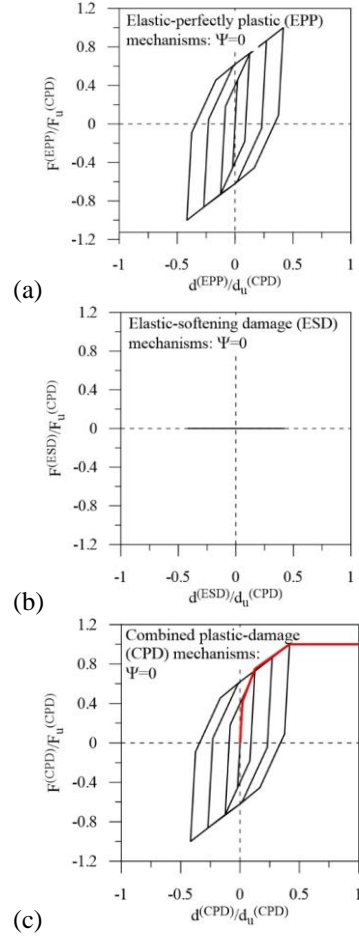 Elastic-perfectly plastic (EPP)
mechanisms: Ψ=0
1.2
0.8
0.4
0
-0.4
-0.8
-1.2
F(EPP)/Fu(CPD)
-1 -0.5 0 0.5 1
d(EPP)/du(CPD)
(a)
Elastic-softening damage (ESD)
mechanisms: Ψ=0
1.2
0.8
0.4
0
-0.4
-0.8
-1.2
F(ESD)/Fu(CPD)
-1 -0.5 0 0.5 1
d(ESD)/du(CPD)
(b)
Combined plastic-damage
(CPD) mechanisms:
Ψ=0
1.2
0.8
0.4
0
-0.4
-0.8
-1.2
F(CPD)/Fu(CPD)
-1 -0.5 0 0.5 1
d(CPD)/du(CPD)
(c)